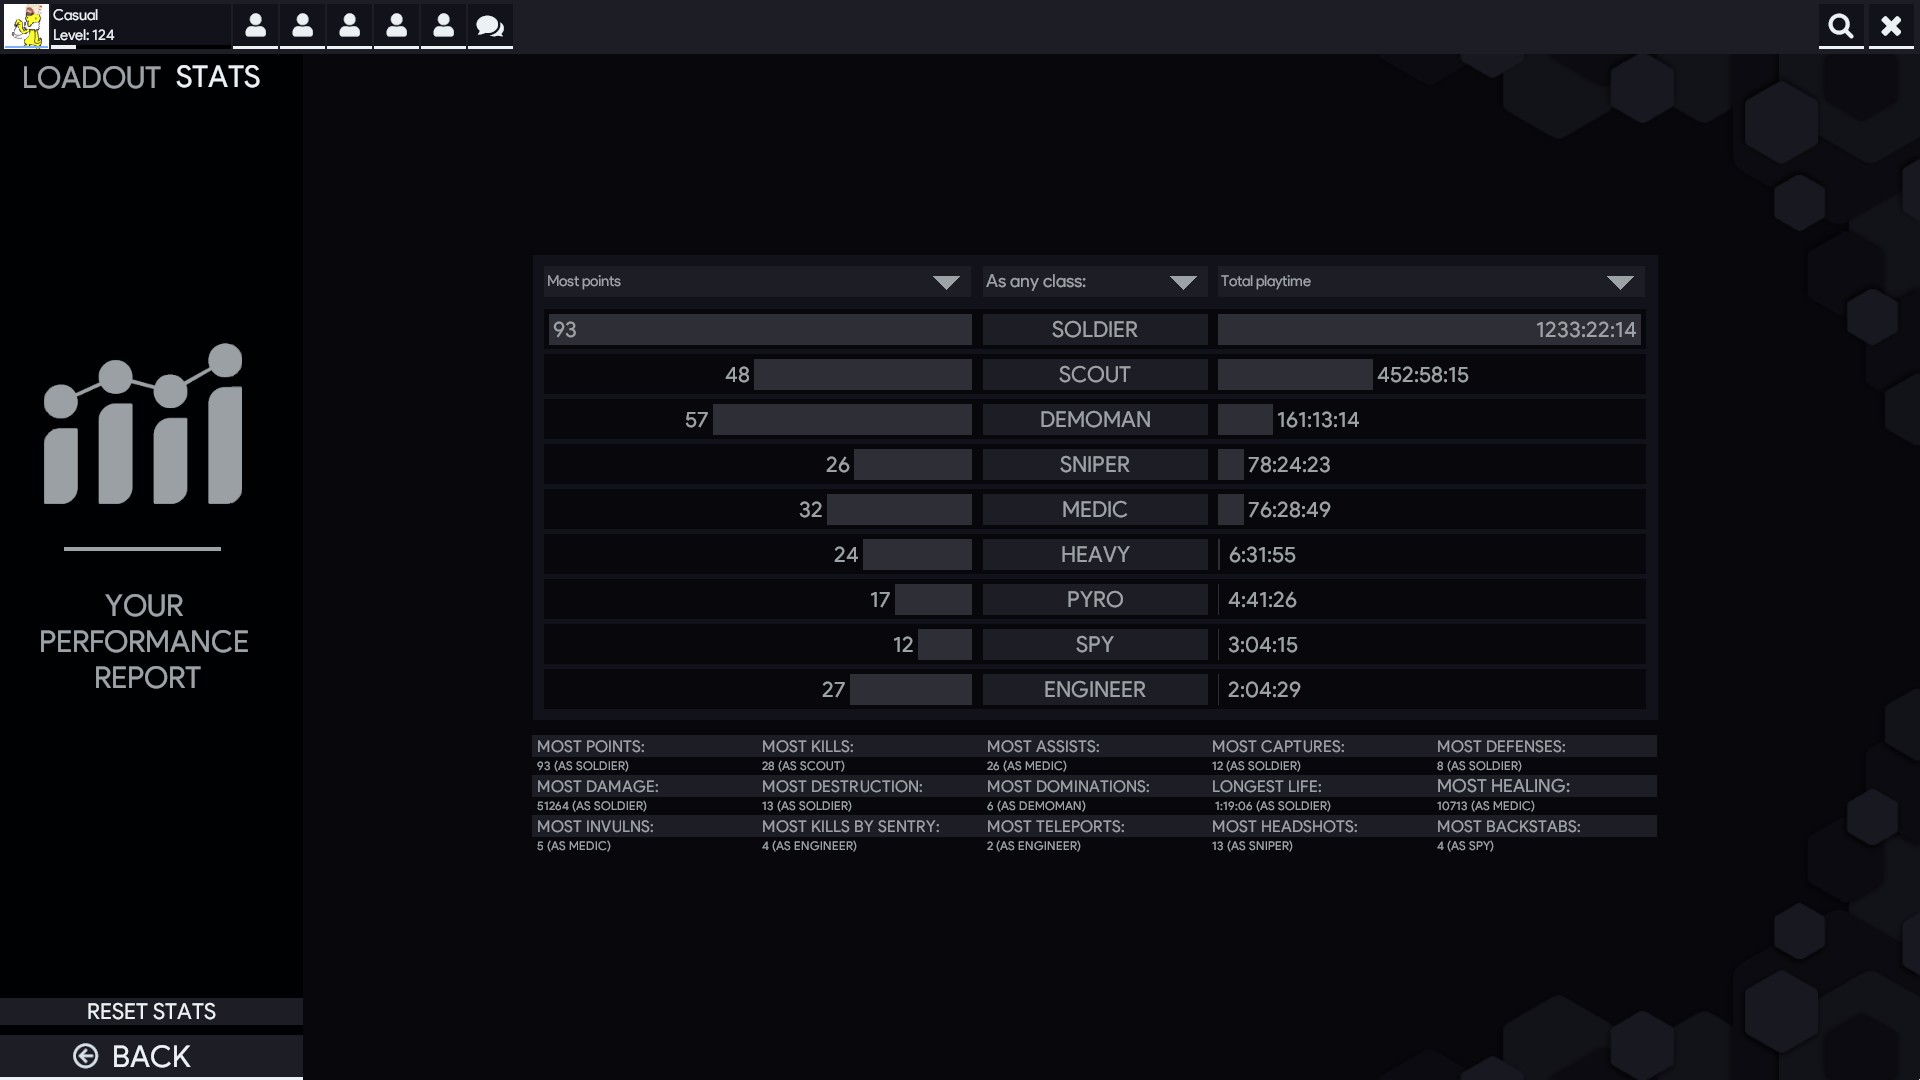 Casual
Level: 124
LOADOUT STATS
YOUR
PERFORMANCE
REPORT
RESET STATS
BACK
Most points As any class: Total playtime
93 SOLDIER 1233:22:14
48 SCOUT 452:58:15
57 DEMOMAN 161:13:14
26 SNIPER 78:24:23
32 MEDIC 76:28:49
24 HEAVY 6:31:55
17 PYRO 4:41:26
12 SPY 3:04:15
27 ENGINEER 2:04:29
MOST POINTS: MOST KILLS: MOST ASSISTS: MOST CAPTURES: MOST DEFENSES:
93 (AS SOLDIER) 28 (AS SCOUT) 26 (AS MEDIC) 12 (AS SOLDIER) 8 (AS SOLDIER)
MOST DAMAGE: MOST DESTRUCTION: MOST DOMINATIONS: LONGEST LIFE: MOST HEALING:
51264 (AS SOLDIER) 13 (AS SOLDIER) 6 (AS DEMOMAN) 1:19:06 (AS SOLDIER) 10713 (AS MEDIC)
MOST INVULNS: MOST KILLS BY SENTRY: MOST TELEPORTS: MOST HEADSHOTS: MOST BACKSTABS:
5 (AS MEDIC) 4 (AS ENGINEER) 2 (AS ENGINEER) 13 (AS SNIPER) 4 (AS SPY)